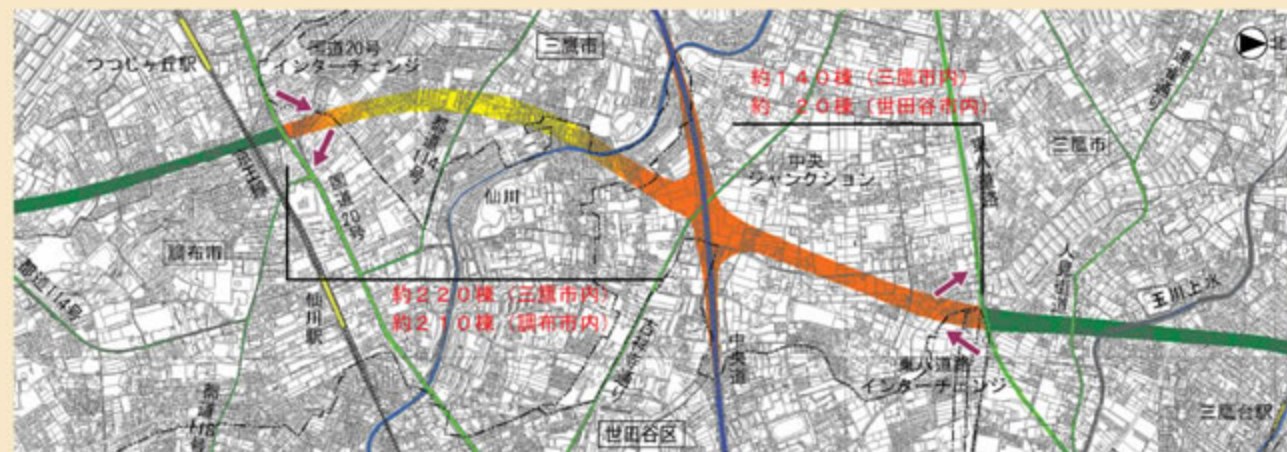 つつじヶ丘駅
国道20号
インターチェンジ
三鷹市
北
約140棟（三鷹市内）
約 20棟（世田谷市内）
都道
114号
東八道路
三鷹市
中央
ジャンクション
仙川
国道20号
調布市
都道114号
人見街道
玉川上水
約220棟（三鷹市内）
約210棟（調布市内）
仙川駅
中央道
東八道路
インターチェンジ
三鷹台駅
世田谷区